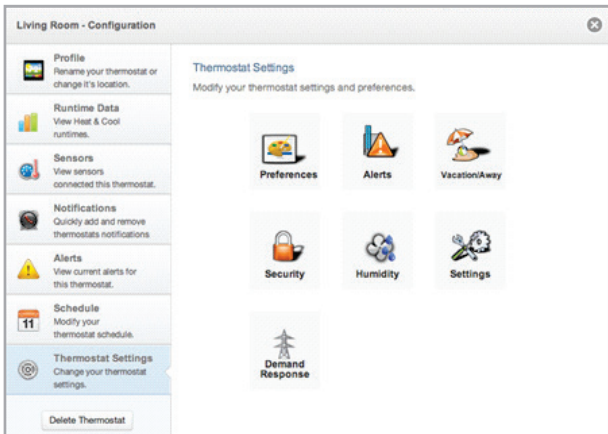 Living Room - Configuration
Profile
Rename your thermostat or
change it's location.
Runtime Data
View Heat & Cool
runtimes.
Sensors
View sensors
connected this thermostat.
Notifications
Quickly add and remove
thermostats notifications
Alerts
View current alerts for
this thermostat.
11
Schedule
Modify your
thermostat schedule.
Thermostat Settings
Change your thermostat
settings.
Delete Thermostat
Thermostat Settings
Modify your thermostat settings and preferences.
Preferences
Alerts
Vacation/Away
Security
Humidity
Settings
Demand
Response